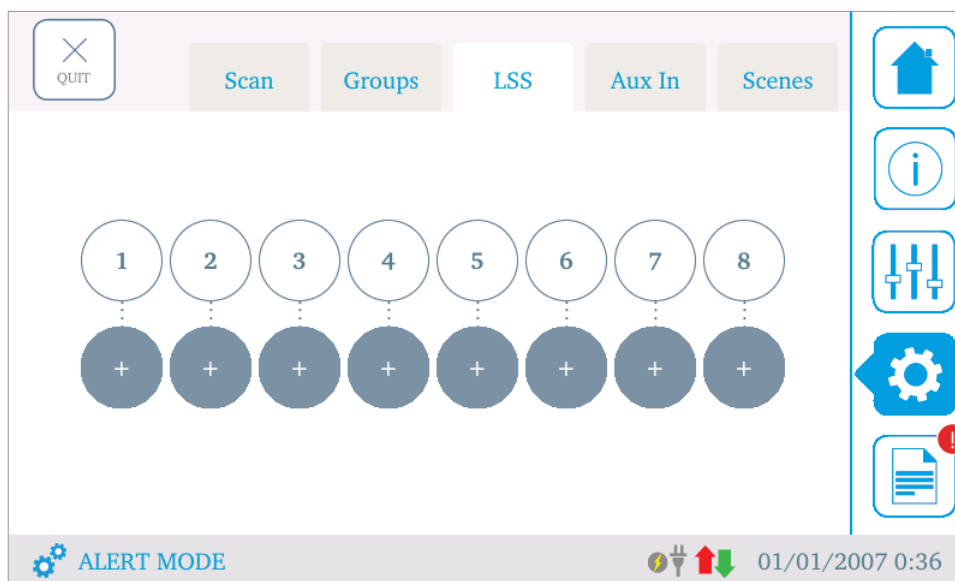 QUIT
Scan Groups LSS Aux In Scenes
1 2 3 4 5 6 7 8
+ + + + + + + +
ALERT MODE 01/01/2007 0:36